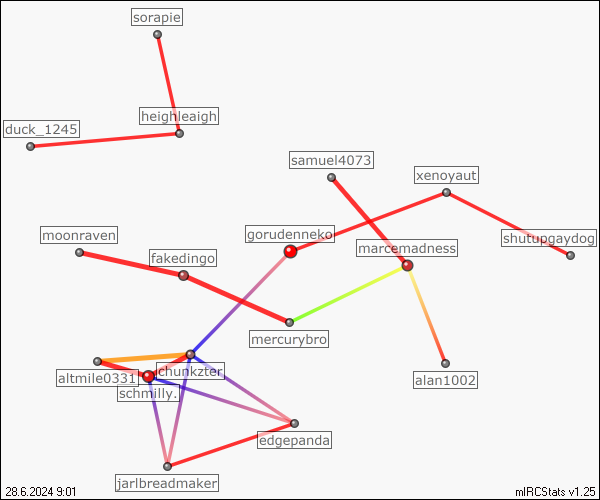 sorapie
heighleaigh
duck_1245
samuel4073
xenoyaut
gorudenneko
marcemadness
shutupgaydog
moonraven
fakedingo
mercurybro
chunkzter
altmile0331
alan1002
schmilly.
edgepanda
jarlbreadmaker
28.6.2024 9:01
mIRCStats v1.25